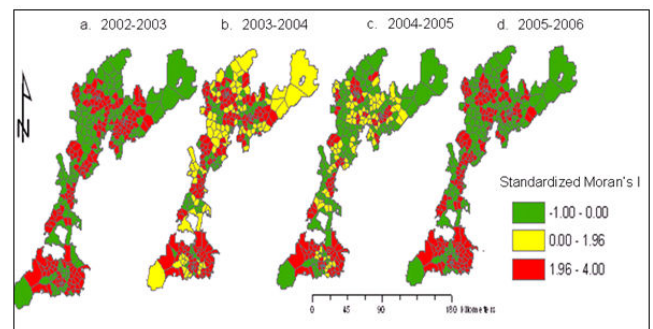 a. 2002-2003 b. 2003-2004 c. 2004-2005 d. 2005-2006
N
Standardized Moran's I
-1.00 - 0.00
0.00 - 1.96
1.96 - 4.00
0 45 90 180 Kilometers